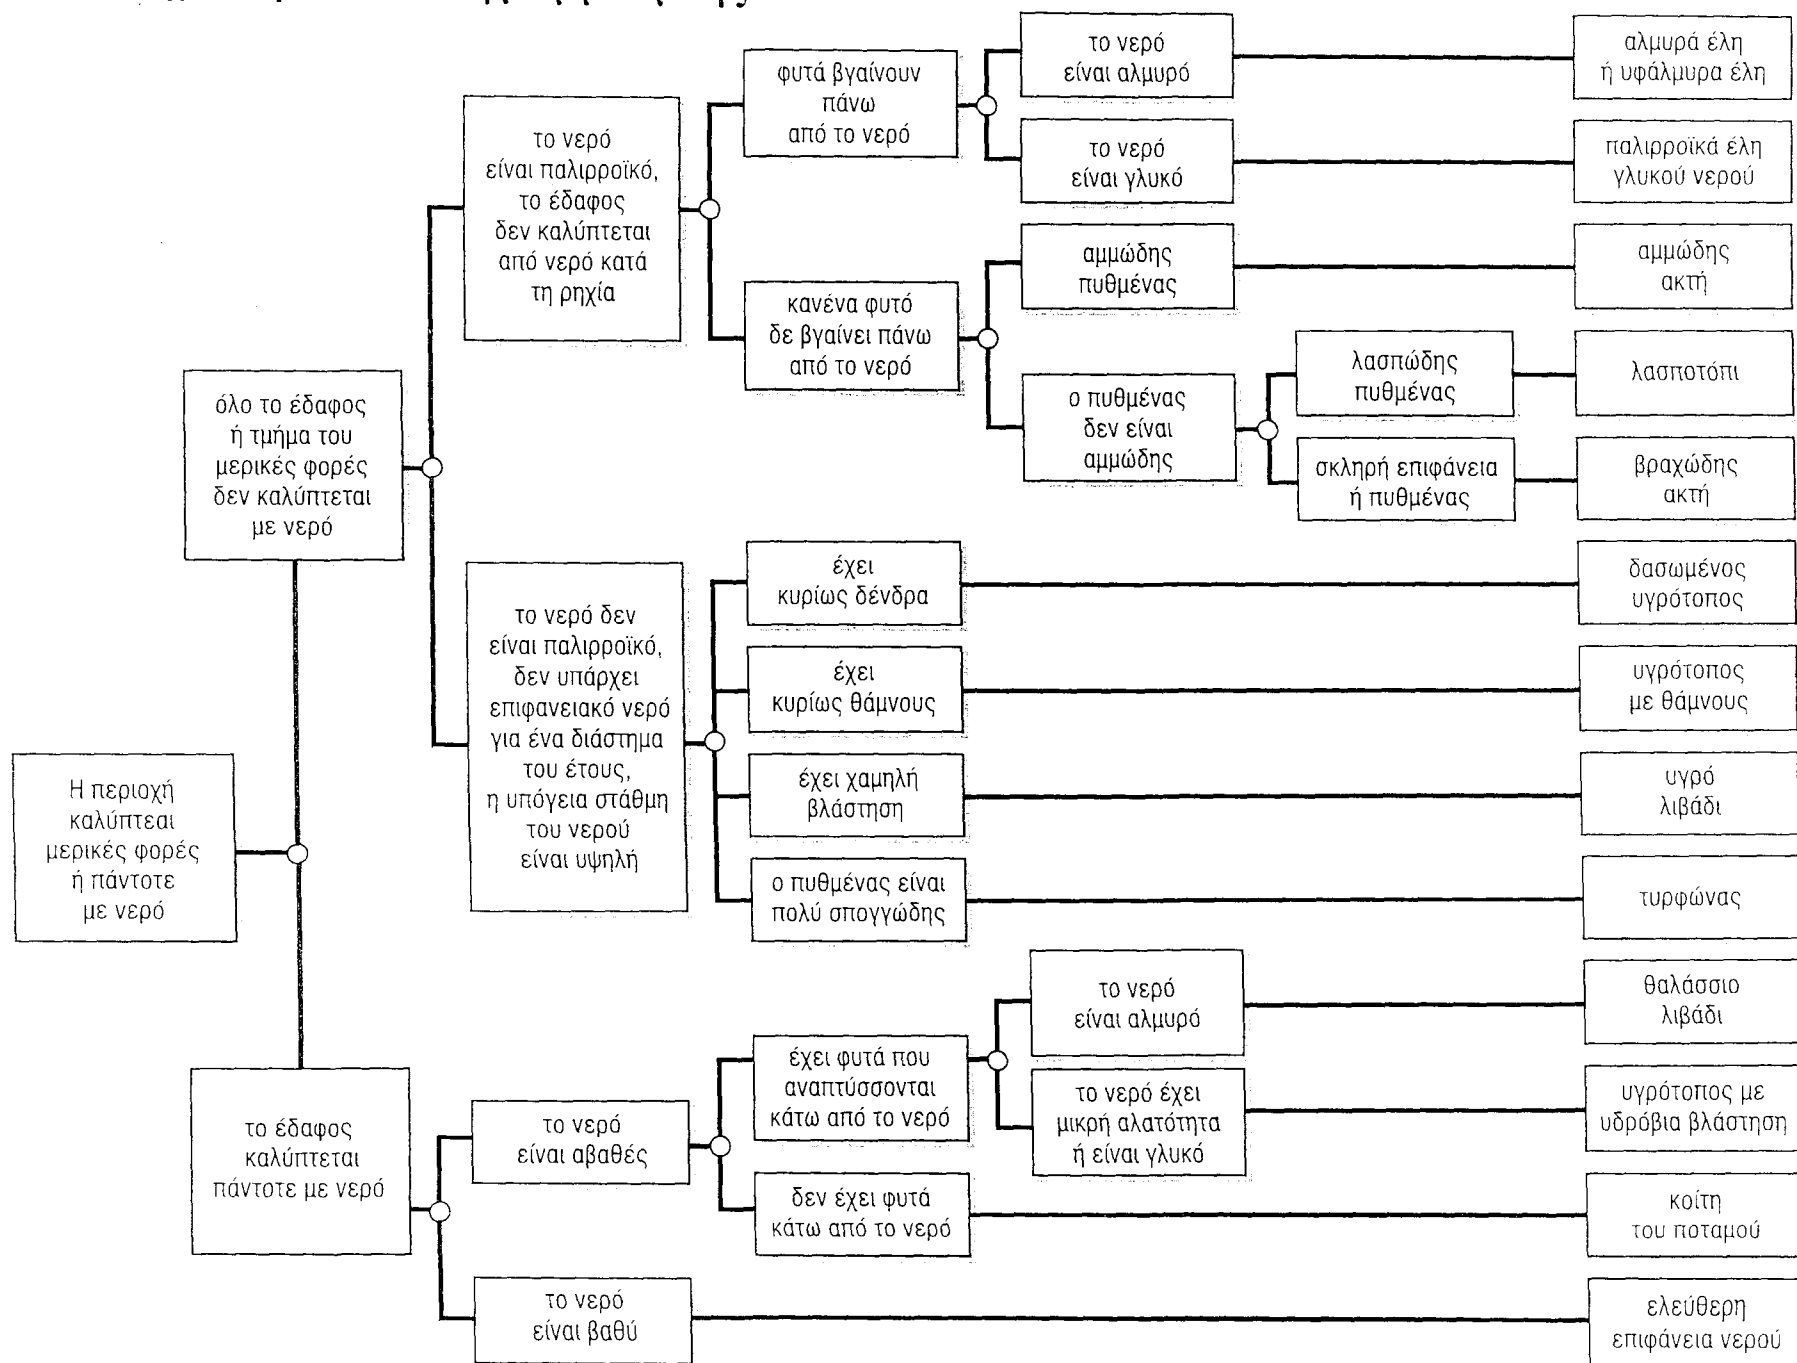 φυτά βγαίνουν
πάνω
από το νερό
το νερό
είναι αλμυρό
αλμυρά έλη
ή υφάλμυρα έλη
το νερό
είναι γλυκό
παλιρροϊκά έλη
γλυκού νερού
το νερό
είναι παλιρροϊκό,
το έδαφος
δεν καλύπτεται
από νερό κατά
τη ρηχία
αμμώδης
πυθμένας
αμμώδης
ακτή
κανένα φυτό
δε βγαίνει πάνω
από το νερό
λασπώδης
πυθμένας
λασποτόπι
ο πυθμένας
δεν είναι
αμμώδης
σκληρή επιφάνεια
ή πυθμένας
βραχώδης
ακτή
όλο το έδαφος
ή τμήμα του
μερικές φορές
δεν καλύπτεται
με νερό
έχει
κυρίως δένδρα
δασωμένος
υγρότοπος
το νερό δεν
είναι παλιρροϊκό,
δεν υπάρχει
επιφανειακό νερό
για ένα διάστημα
του έτους,
η υπόγεια στάθμη
του νερού
είναι υψηλή
έχει
κυρίως θάμνους
υγρότοπος
με θάμνους
έχει χαμηλή
βλάστηση
υγρό
λιβάδι
ο πυθμένας είναι
πολύ σπογγώδης
τυρφώνας
Η περιοχή
καλύπτεαι
μερικές φορές
ή πάντοτε
με νερό
το νερό
είναι αλμυρό
θαλάσσιο
λιβάδι
έχει φυτά που
αναπτύσσονται
κάτω από το νερό
το νερό έχει
μικρή αλατότητα
ή είναι γλυκό
υγρότοπος με
υδρόβια βλάστηση
το έδαφος
καλύπτεται
πάντοτε με νερό
το νερό
είναι αβαθές
δεν έχει φυτά
κάτω από το νερό
κοίτη
του ποταμού
το νερό
είναι βαθύ
ελεύθερη
επιφάνεια νερού